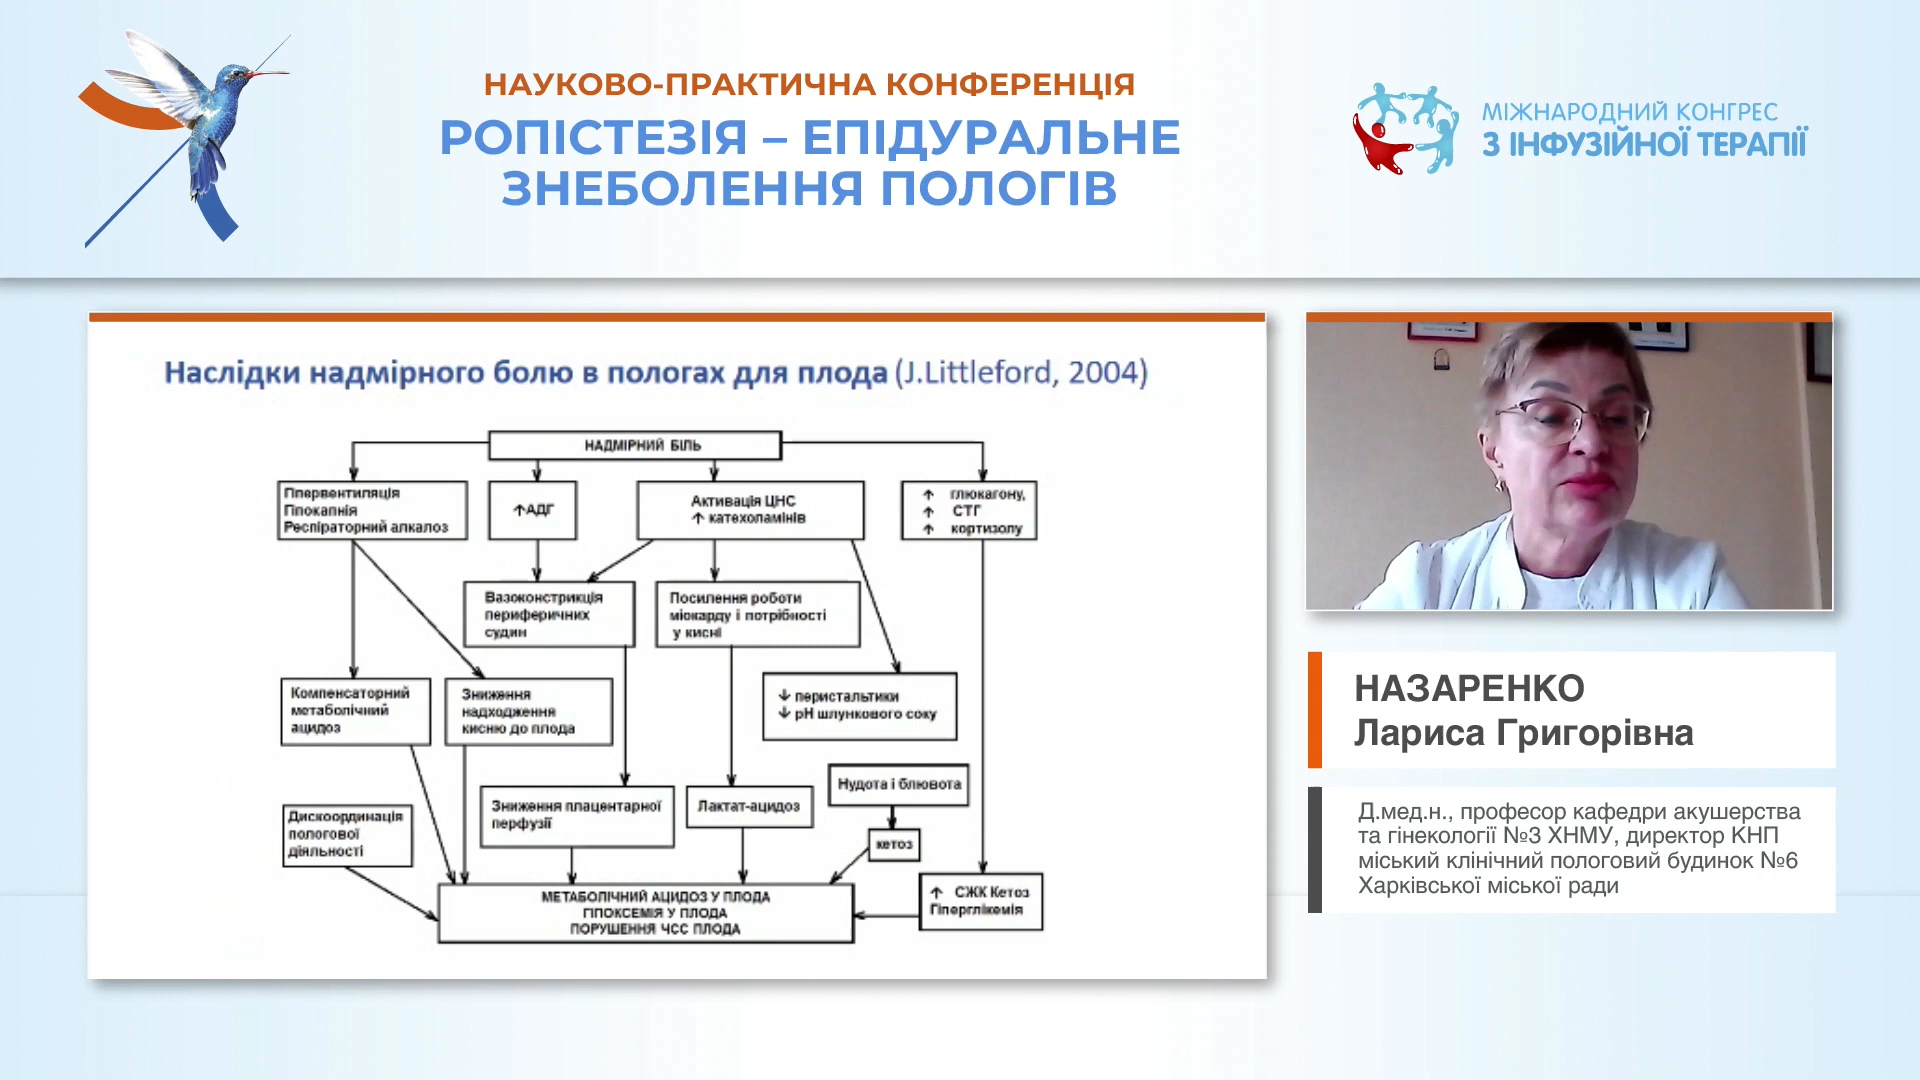 НАУКОВО-ПРАКТИЧНА КОНФЕРЕНЦІЯ
РОПІСТЕЗІЯ – ЕПІДУРАЛЬНЕ
ЗНЕБОЛЕННЯ ПОЛОГІВ
МІЖНАРОДНИЙ КОНГРЕС
З ІНФУЗІЙНОЇ ТЕРАПІЇ
Наслідки надмірного болю в пологах для плода (J.Littleford, 2004)
НАДМІРНИЙ БІЛЬ
Гіпервентиляція
Гіпокапнія
Респіраторний алкалоз
↑АДГ
Активація ЦНС
↑ катехоламінів
↑ глюкагону,
↑ СТГ
↑ кортизолу
Вазоконстрикція
периферичних
судин
Посилення роботи
міокарду і потрібності
у кисні
Компенсаторний
метаболічний
ацидоз
Зниження
надходження
кисню до плода
↓ перистальтики
↓ рН шлункового соку
Дискоординація
пологової
діяльності
Зниження плацентарної
перфузії
Лактат-ацидоз
Нудота і блювота
кетоз
МЕТАБОЛІЧНИЙ АЦИДОЗ У ПЛОДА
ГІПОКСЕМІЯ У ПЛОДА
ПОРУШЕННЯ ЧСС ПЛОДА
↑ СЖК Кетоз
Гіперглікемія
НАЗАРЕНКО
Лариса Григорівна
Д.мед.н., професор кафедри акушерства
та гінекології №3 ХНМУ, директор КНП
міський клінічний пологовий будинок №6
Харківської міської ради